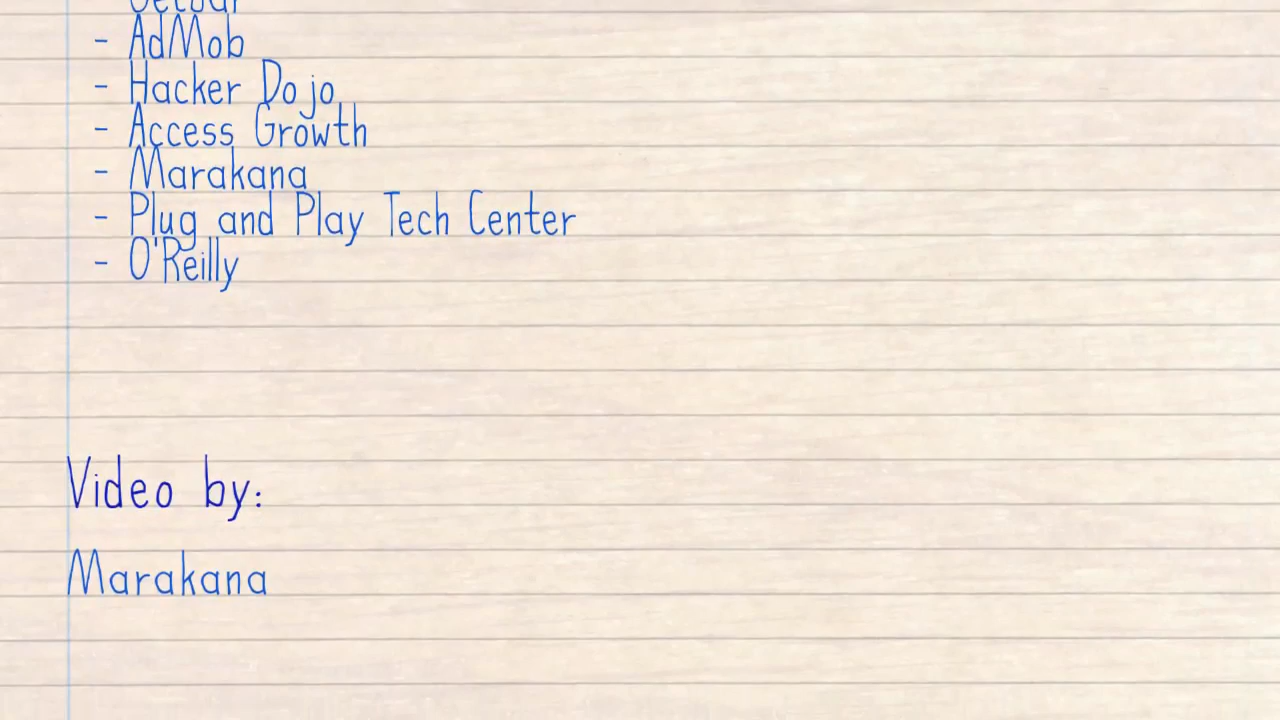 - AdMob
- Hacker Dojo
- Access Growth
- Marakana
- Plug and Play Tech Center
- O'Reilly
Video by:
Marakana